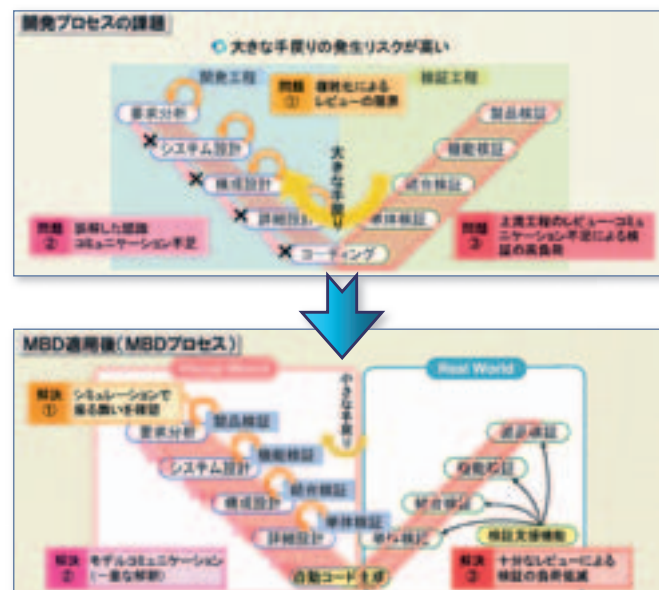 開発プロセスの課題
大きな手戻りの発生リスクが高い
開発工程
検証工程
問題
①
複雑化による
レビューの限界
要求分析
製品検証
システム設計
機能検証
構成設計
統合検証
詳細設計
単体検証
大きな手戻り
コーディング
問題
②
誤解した認識
コミュニケーション不足
問題
③
上流工程のレビュー・コミュ
ニケーション不足による検
証の高負荷
MBD適用後(MBDプロセス)
Real World
解決
①
シミュレーションで
振る舞いを確認
小さな手戻り
要求分析
製品検証
製品検証
システム設計
機能検証
機能検証
構成設計
統合検証
統合検証
詳細設計
単体検証
単体検証
検証支援機能
自動コード生成
解決
②
モデルコミュニケーション
(一意な解釈)
解決
③
十分なレビューによる
検証の負荷低減